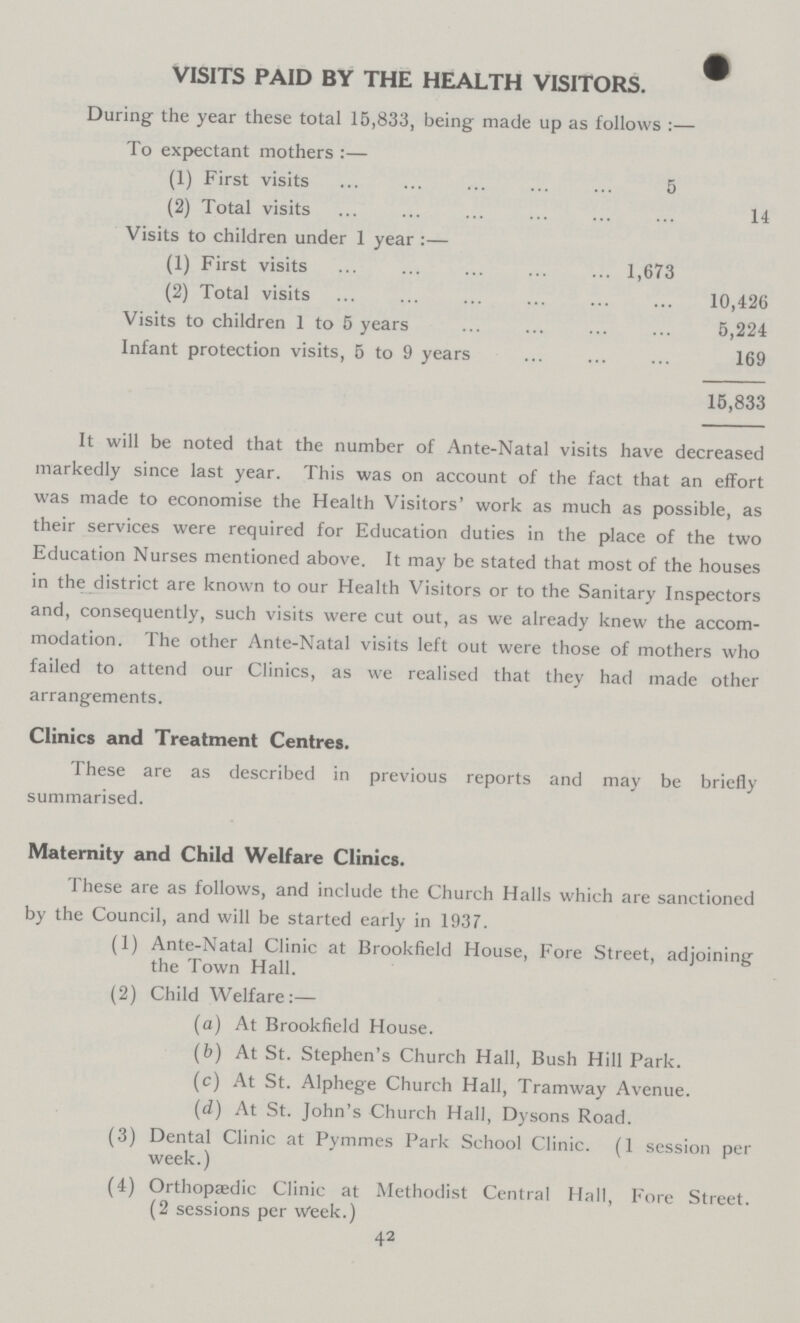 VISITS PAID BY THE HEALTH VISITORS.
During the year these total 15,833, being made up as follows :—
To expectant mothers :—
(1) First visits ... ... ... ... ... 5
(2) Total visits ... ... ... ... ... ... 14
Visits to children under 1 year :—
(1) First visits ... ... ... ... ... 1,673
(2) Total visits ... ... ... ... ... ... 10,426
Visits to children 1 to 5 years ... ... ... ... 5,224
Infant protection visits, 5 to 9 years ... ... ... 169
15,833
It will be noted that the number of Ante-Natal visits have decreased
markedly since last year. This was on account of the fact that an effort
was made to economise the Health Visitors' work as much as possible, as
their services were required for Education duties in the place of the two
Education Nurses mentioned above. It may be stated that most of the houses
in the district are known to our Health Visitors or to the Sanitary Inspectors
and, consequently, such visits were cut out, as we already knew the accom-
modation. The other Ante-Natal visits left out were those of mothers who
failed to attend our Clinics, as we realised that they had made other
arrangements.
Clinics and Treatment Centres.
These are as described in previous reports and may be briefly
summarised.
Maternity and Child Welfare Clinics.
These are as follows, and include the Church Halls which are sanctioned
by the Council, and will be started early in 1937.
(1) Ante-Natal Clinic at Brookfield House, Fore Street, adjoining
the Town Hall.
(2) Child Welfare:—
(a) At Brookfield House.
(b) At St. Stephen's Church Hall, Bush Hill Park.
(c) At St. Alphege Church Hall, Tramway Avenue.
(d) At St. John's Church Hall, Dysons Road.
(3) Dental Clinic at Pymmes Park School Clinic. (1 session per
week.)
(4) Orthopædic Clinic at Methodist Central Hall, Fore Street.
(2 sessions per week.)
42